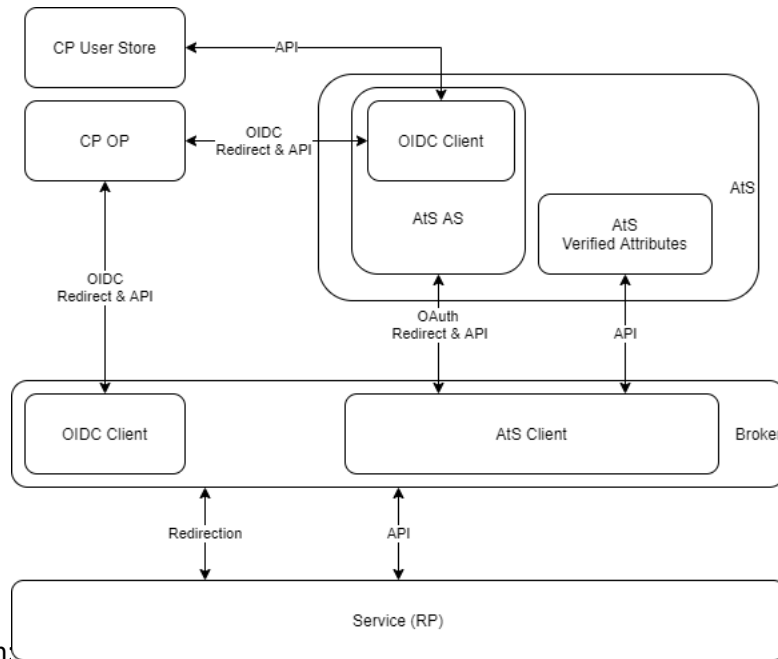 CP User Store
API
CP OP
OIDC
Redirect & API
OIDC Client
AtS AS
AtS
AtS
Verified Attributes
OIDC
Redirect & API
OAuth
Redirect & API
API
OIDC Client
AtS Client
Broker
Redirection
API
Service (RP)